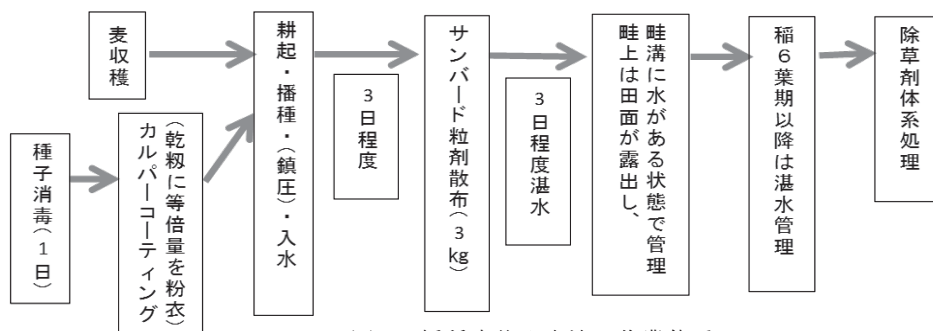 麦収穫
種子消毒(1日)
カルパーコーティング
(乾籾に等倍量を粉衣)
耕起・播種・(鎮圧)・入水
3日程度
サンバード粒剤散布(3kg)
3日程度湛水
畦上は田面が露出し、
畦溝に水がある状態で管理
稲6葉期以降は湛水管理
除草剤体系処理